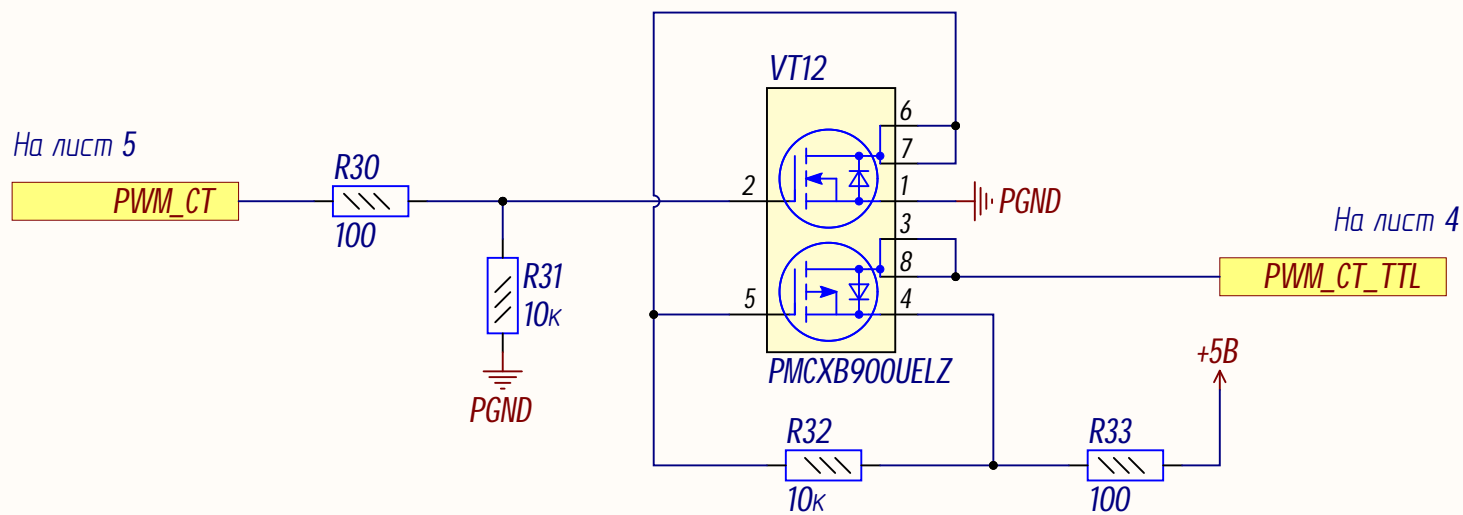 VT12
6
На лист 5
R30
7
PWM_CT
2
1
PGND
100
3
На лист 4
R31
8
PWM_CT_TTL
10к
5
4
PMCXB900UELZ
+5В
PGND
R32
R33
10к
100